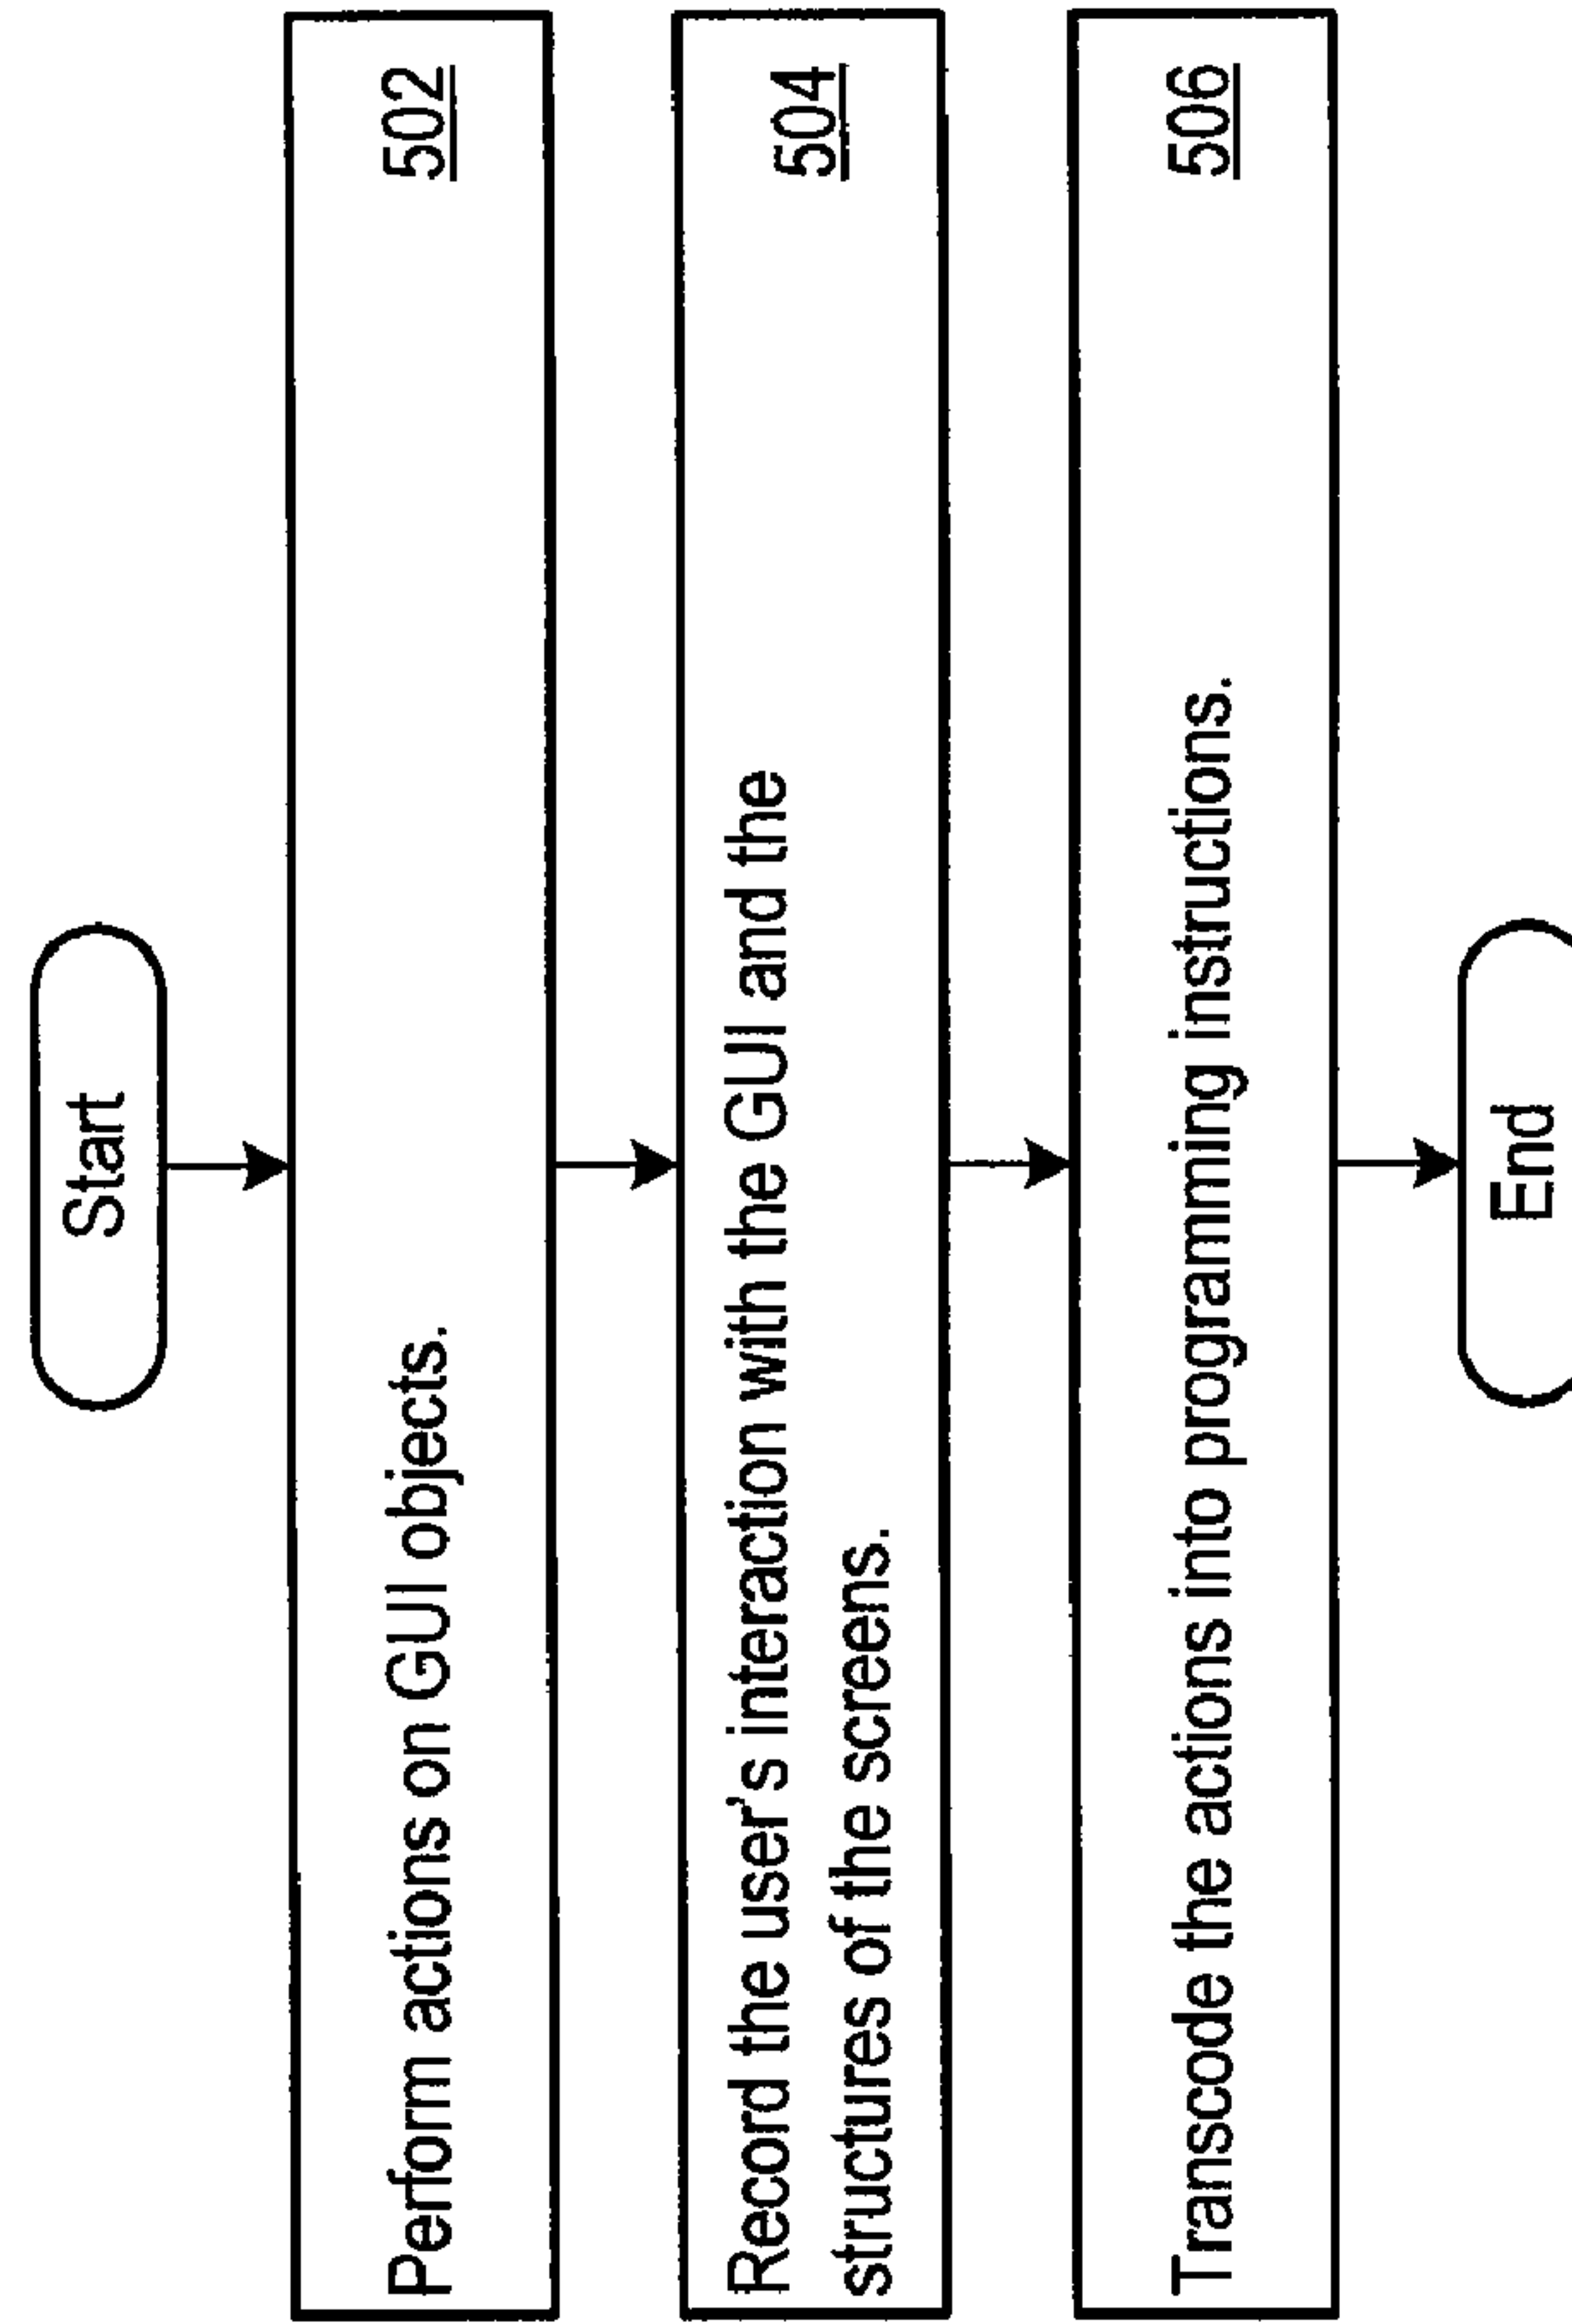 Start
Perform actions on GUI objects.
502
Record the user's interaction with the GUI and the
structures of the screens.
504
Transcode the actions into programming instructions.
506
End